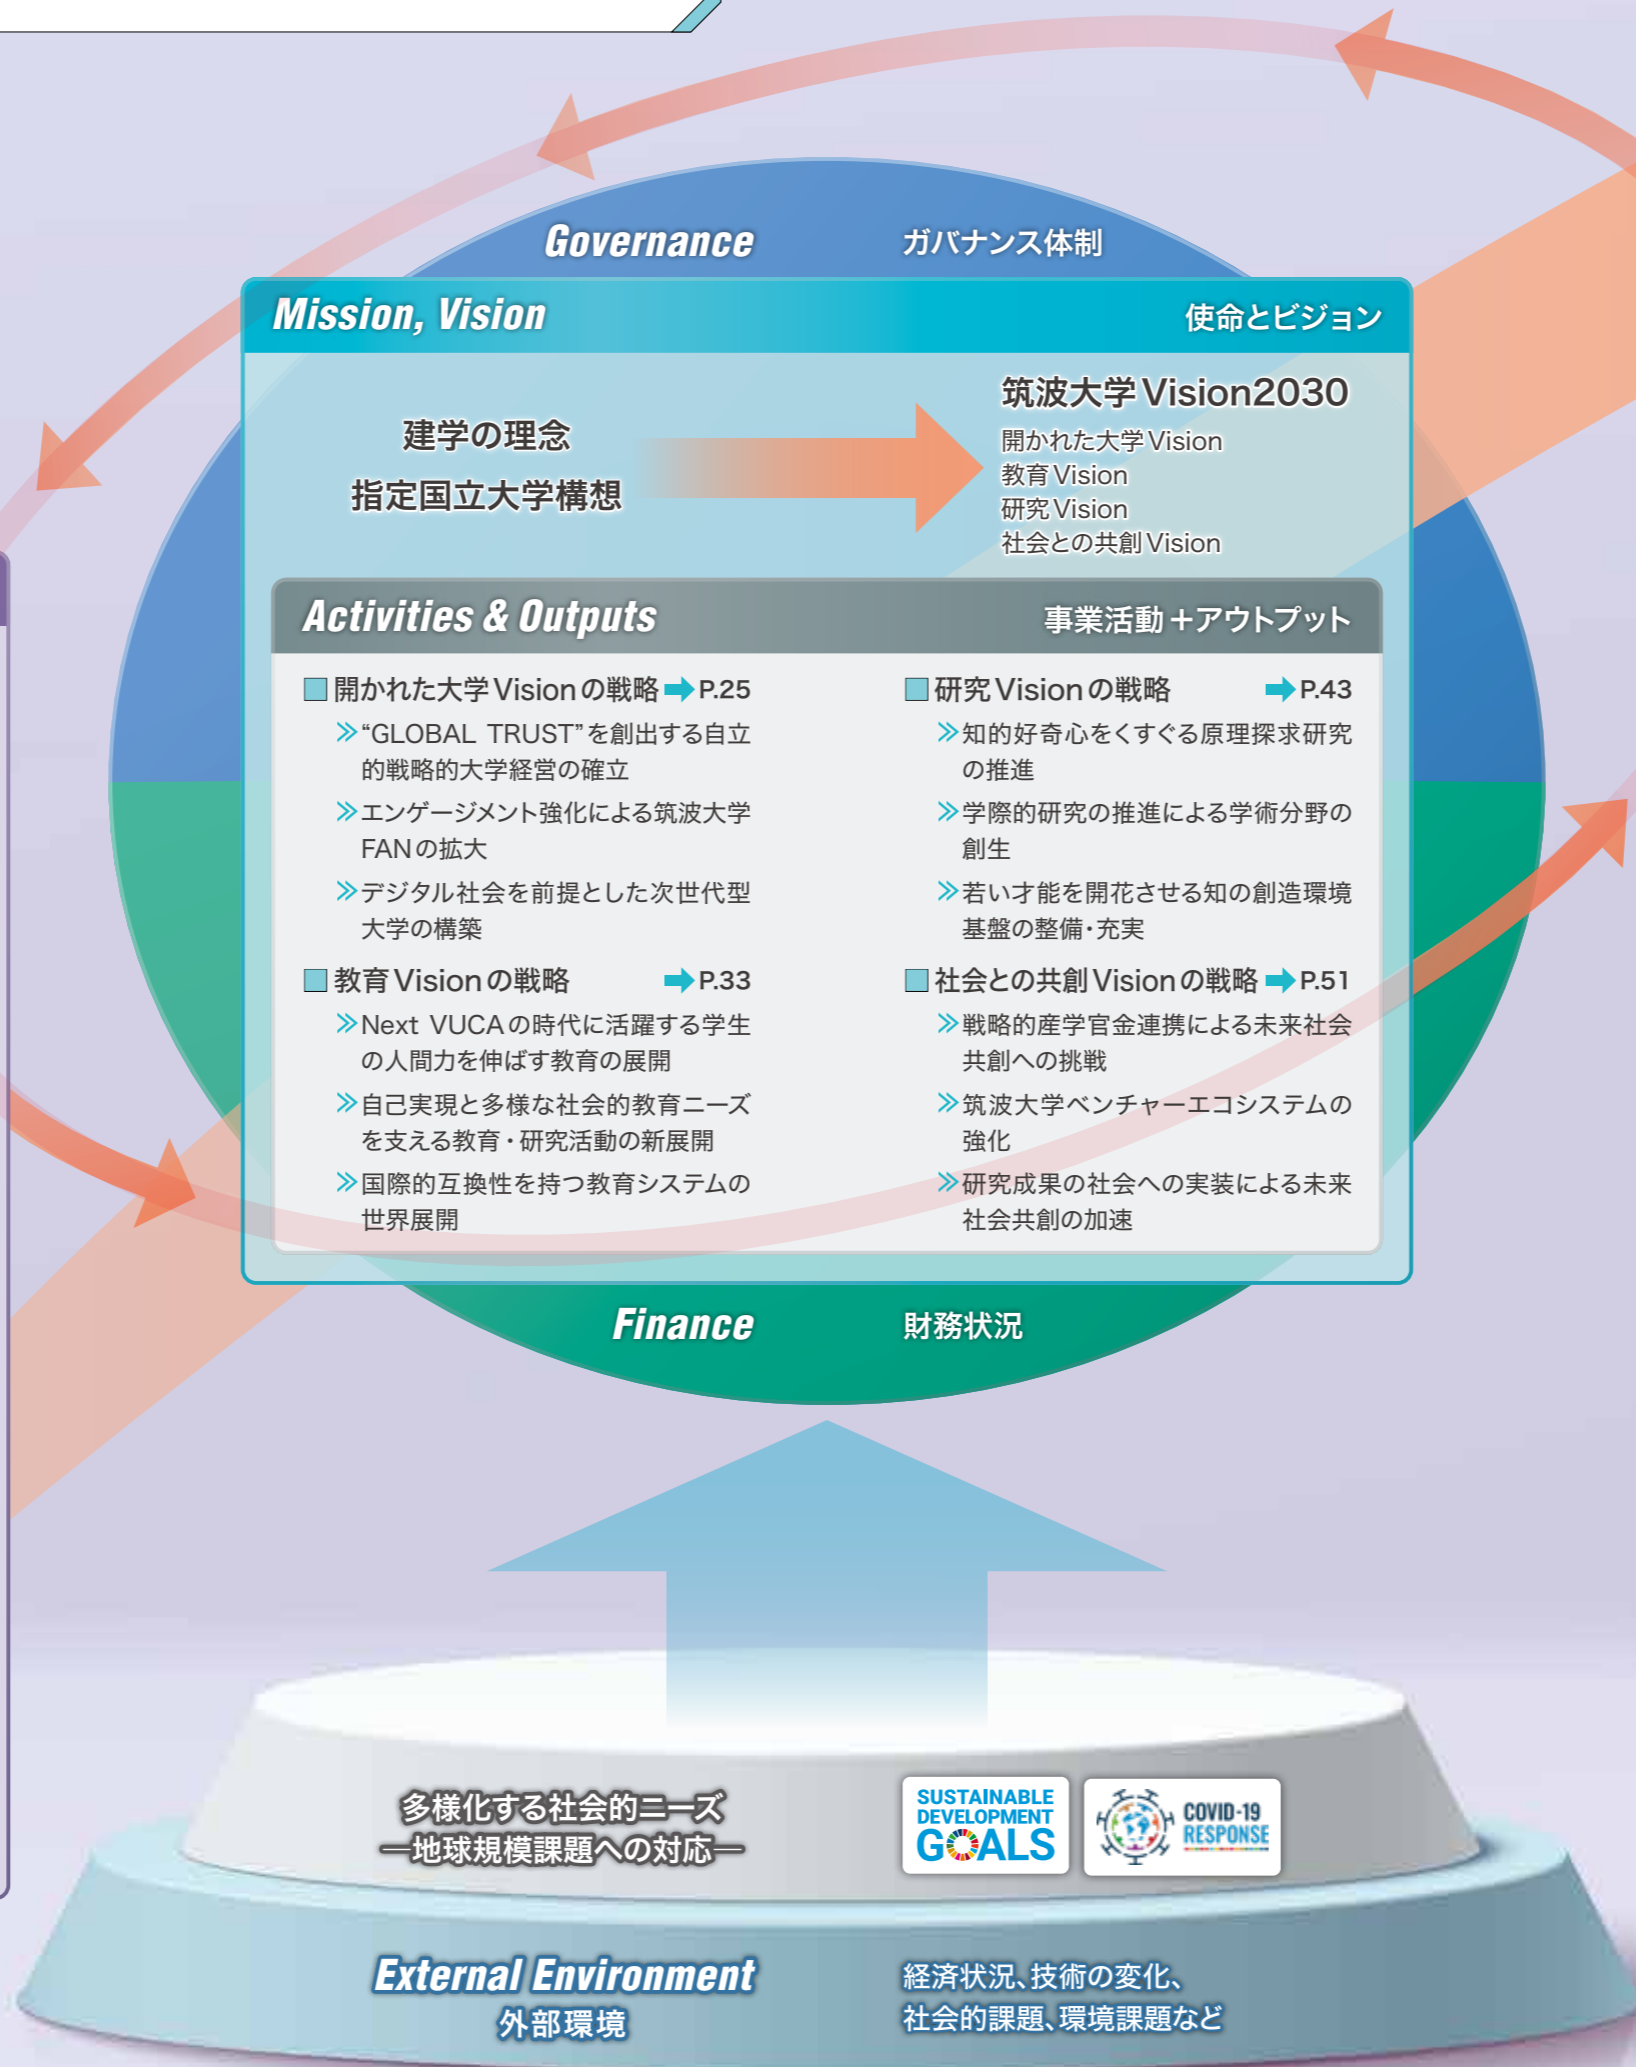 Governance ガバナンス体制
Mission, Vision 使命とビジョン
建学の理念
指定国立大学構想
筑波大学Vision2030
開かれた大学Vision
教育Vision
研究Vision
社会との共創Vision
Activities & Outputs 事業活動＋アウトプット
開かれた大学Visionの戦略 P.25
“GLOBAL TRUST”を創出する自立
的戦略的大学経営の確立
エンゲージメント強化による筑波大学
FANの拡大
デジタル社会を前提とした次世代型
大学の構築
教育Visionの戦略 P.33
Next VUCAの時代に活躍する学生
の人間力を伸ばす教育の展開
自己実現と多様な社会的教育ニーズ
を支える教育・研究活動の新展開
国際的互換性を持つ教育システムの
世界展開
研究Visionの戦略 P.43
知的好奇心をくすぐる原理探求研究
の推進
学際的研究の推進による学術分野の
創生
若い才能を開花させる知の創造環境
基盤の整備・充実
社会との共創Visionの戦略 P.51
戦略的産学官金連携による未来社会
共創への挑戦
筑波大学ベンチャーエコシステムの
強化
研究成果の社会への実装による未来
社会共創の加速
Finance 財務状況
多様化する社会的ニーズ
―地球規模課題への対応―
SUSTAINABLE
DEVELOPMENT
GOALS
COVID-19
RESPONSE
External Environment
外部環境
経済状況、技術の変化、
社会的課題、環境課題など